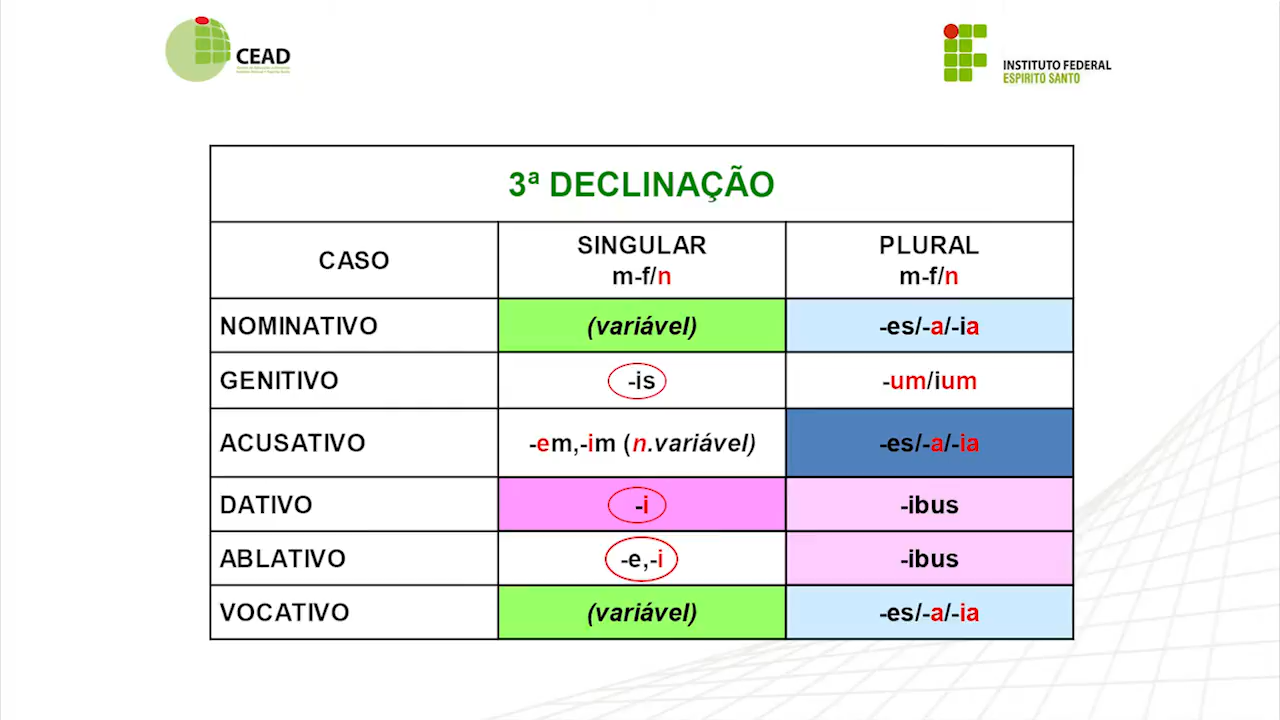 CEAD
INSTITUTO FEDERAL
ESPÍRITO SANTO
3ª DECLINAÇÃO
CASO
SINGULAR
m-f/n
PLURAL
m-f/n
NOMINATIVO
(variável)
-es/-a/-ia
GENITIVO
-is
-um/ium
ACUSATIVO
-em,-im (n.variável)
-es/-a/-ia
DATIVO
-i
-ibus
ABLATIVO
-e,-i
-ibus
VOCATIVO
(variável)
-es/-a/-ia